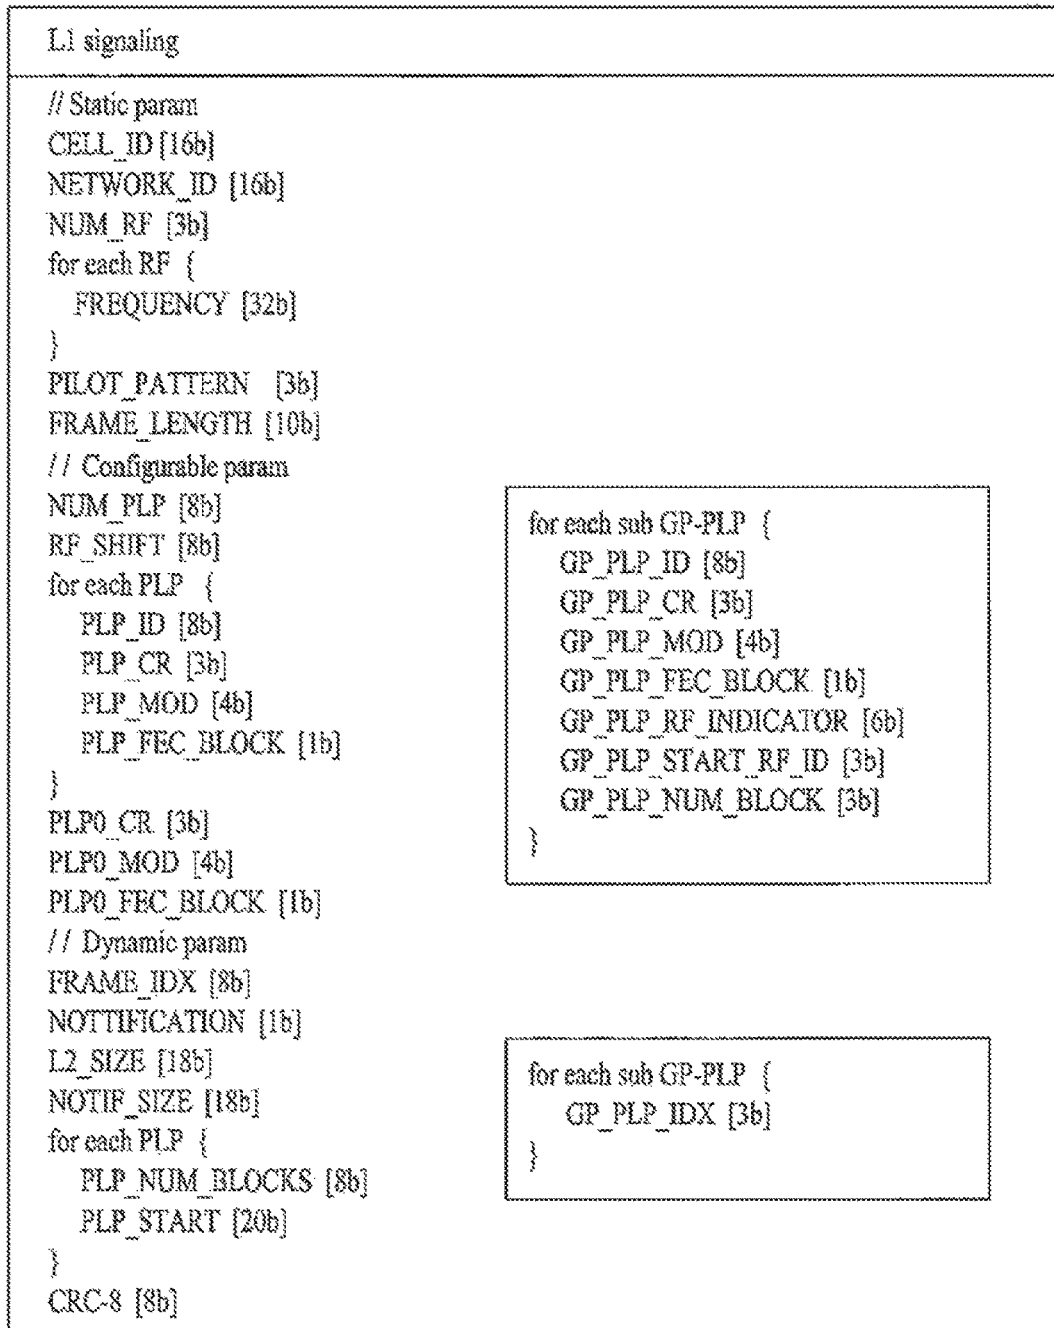 L1 signaling
// Static param
CELL_ID [16b]
NETWORK_ID [16b]
NUM_RF [3b]
for each RF {
FREQUENCY [32b]
}
PILOT_PATTERN [3b]
FRAME_LENGTH [10b]
// Configurable param
NUM_PLP [8b]
RF_SHIFT [8b]
for each PLP {
PLP_ID [8b]
PLP_CR [3b]
PLP_MOD [4b]
PLP_FEC_BLOCK [1b]
}
PLP0_CR [3b]
PLP0_MOD [4b]
PLP0_FEC_BLOCK [1b]
// Dynamic param
FRAME_IDX [8b]
NOTTIFICATION [1b]
L2_SIZE [18b]
NOTIF_SIZE [18b]
for each PLP {
PLP_NUM_BLOCKS [8b]
PLP_START [20b]
}
CRC-8 [8b]
for each sub GP-PLP {
GP_PLP_ID [8b]
GP_PLP_CR [3b]
GP_PLP_MOD [4b]
GP_PLP_FEC_BLOCK [1b]
GP_PLP_RF_INDICATOR [6b]
GP_PLP_START_RF_ID [3b]
GP_PLP_NUM_BLOCK [3b]
}
for each sub GP-PLP {
GP_PLP_IDX [3b]
}